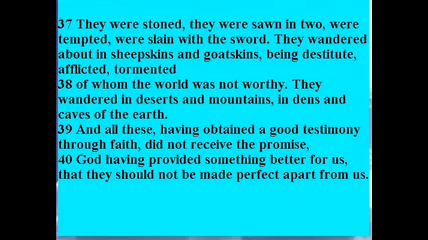 37 They were stoned, they were sawn in two, were
tempted, were slain with the sword. They wandered
about in sheepskins and goatskins, being destitute,
afflicted, tormented
38 of whom the world was not worthy. They
wandered in deserts and mountains, in dens and
caves of the earth.
39 And all these, having obtained a good testimony
through faith, did not receive the promise,
40 God having provided something better for us,
that they should not be made perfect apart from us.